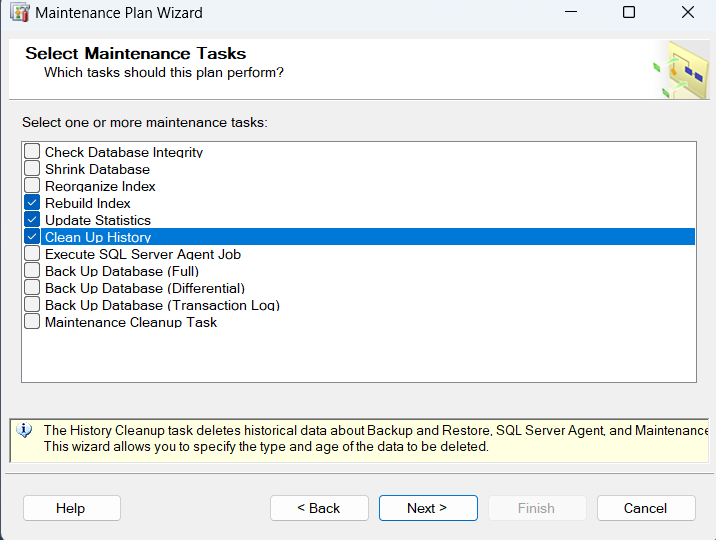 Maintenance Plan Wizard
Select Maintenance Tasks
Which tasks should this plan perform?
Select one or more maintenance tasks:
Check Database Integrity
Shrink Database
Reorganize Index
Rebuild Index
Update Statistics
Clean Up History
Execute SQL Server Agent Job
Back Up Database (Full)
Back Up Database (Differential)
Back Up Database (Transaction Log)
Maintenance Cleanup Task
The History Cleanup task deletes historical data about Backup and Restore, SQL Server Agent, and Maintenance
This wizard allows you to specify the type and age of the data to be deleted.
Help
< Back
Next >
Finish
Cancel